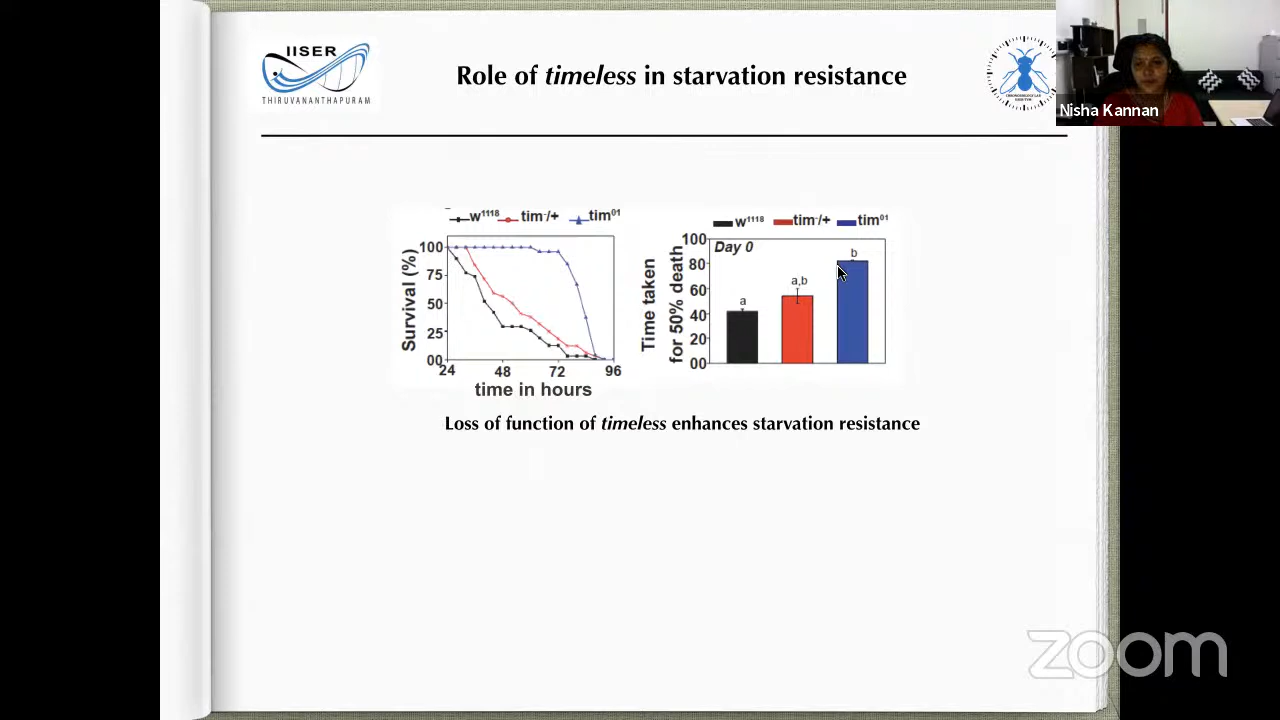 IISER
THIRUVANANTHAPURAM
Role of timeless in starvation resistance
Nisha Kannan
w1118 tim-/+ tim01
Survival (%)
100
75
50
25
00
24 48 72 96
time in hours
w1118 tim-/+ tim01
Time taken
for 50% death
Day 0
100
80
60
40
20
00
a
a,b
b
Loss of function of timeless enhances starvation resistance
zoom